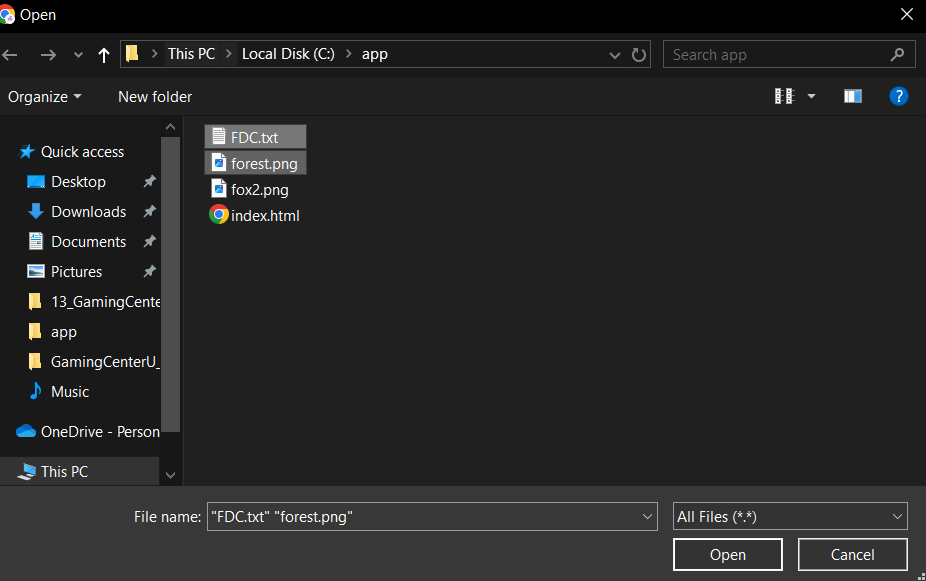 Open
This PC Local Disk (C:) app
Search app
Organize New folder
?
Quick access
Desktop
Downloads
Documents
Pictures
13_GamingCente
app
GamingCenterU_
Music
OneDrive - Person
This PC
FDC.txt
forest.png
fox2.png
index.html
File name: "FDC.txt" "forest.png"
All Files (*.*)
Open Cancel